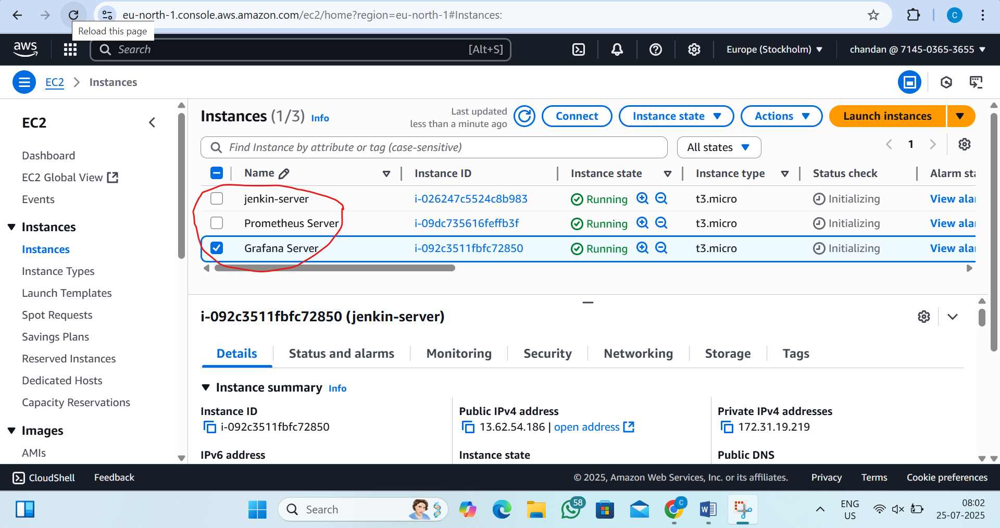 eu-north-1.console.aws.amazon.com/ec2/home?region=eu-north-1#Instances:
C
Reload this page
aws
Search
[Alt+S]
Europe (Stockholm)
chandan @ 7145-0365-3655
EC2
Instances
EC2
Dashboard
EC2 Global View
Events
Instances
Instances
Instance Types
Launch Templates
Spot Requests
Savings Plans
Reserved Instances
Dedicated Hosts
Capacity Reservations
Images
AMIs
Instances (1/3) Info
Last updated
less than a minute ago
Connect
Instance state
Actions
Launch instances
Find Instance by attribute or tag (case-sensitive)
All states
1
Name Instance ID Instance state Instance type Status check Alarm sta
jenkin-server i-026247c5524c8b983 Running t3.micro Initializing View alar
Prometheus Server i-09dc735616feffb3f Running t3.micro Initializing View alar
Grafana Server i-092c3511fbfc72850 Running t3.micro Initializing View alar
i-092c3511fbfc72850 (jenkin-server)
Details Status and alarms Monitoring Security Networking Storage Tags
Instance summary Info
Instance ID
i-092c3511fbfc72850
Public IPv4 address
13.62.54.186 | open address
Private IPv4 addresses
172.31.19.219
IPv6 address
Instance state
Public DNS
CloudShell Feedback
© 2025, Amazon Web Services, Inc. or its affiliates. Privacy Terms Cookie preferences
Search
58
C
ENG
US
08:02
25-07-2025